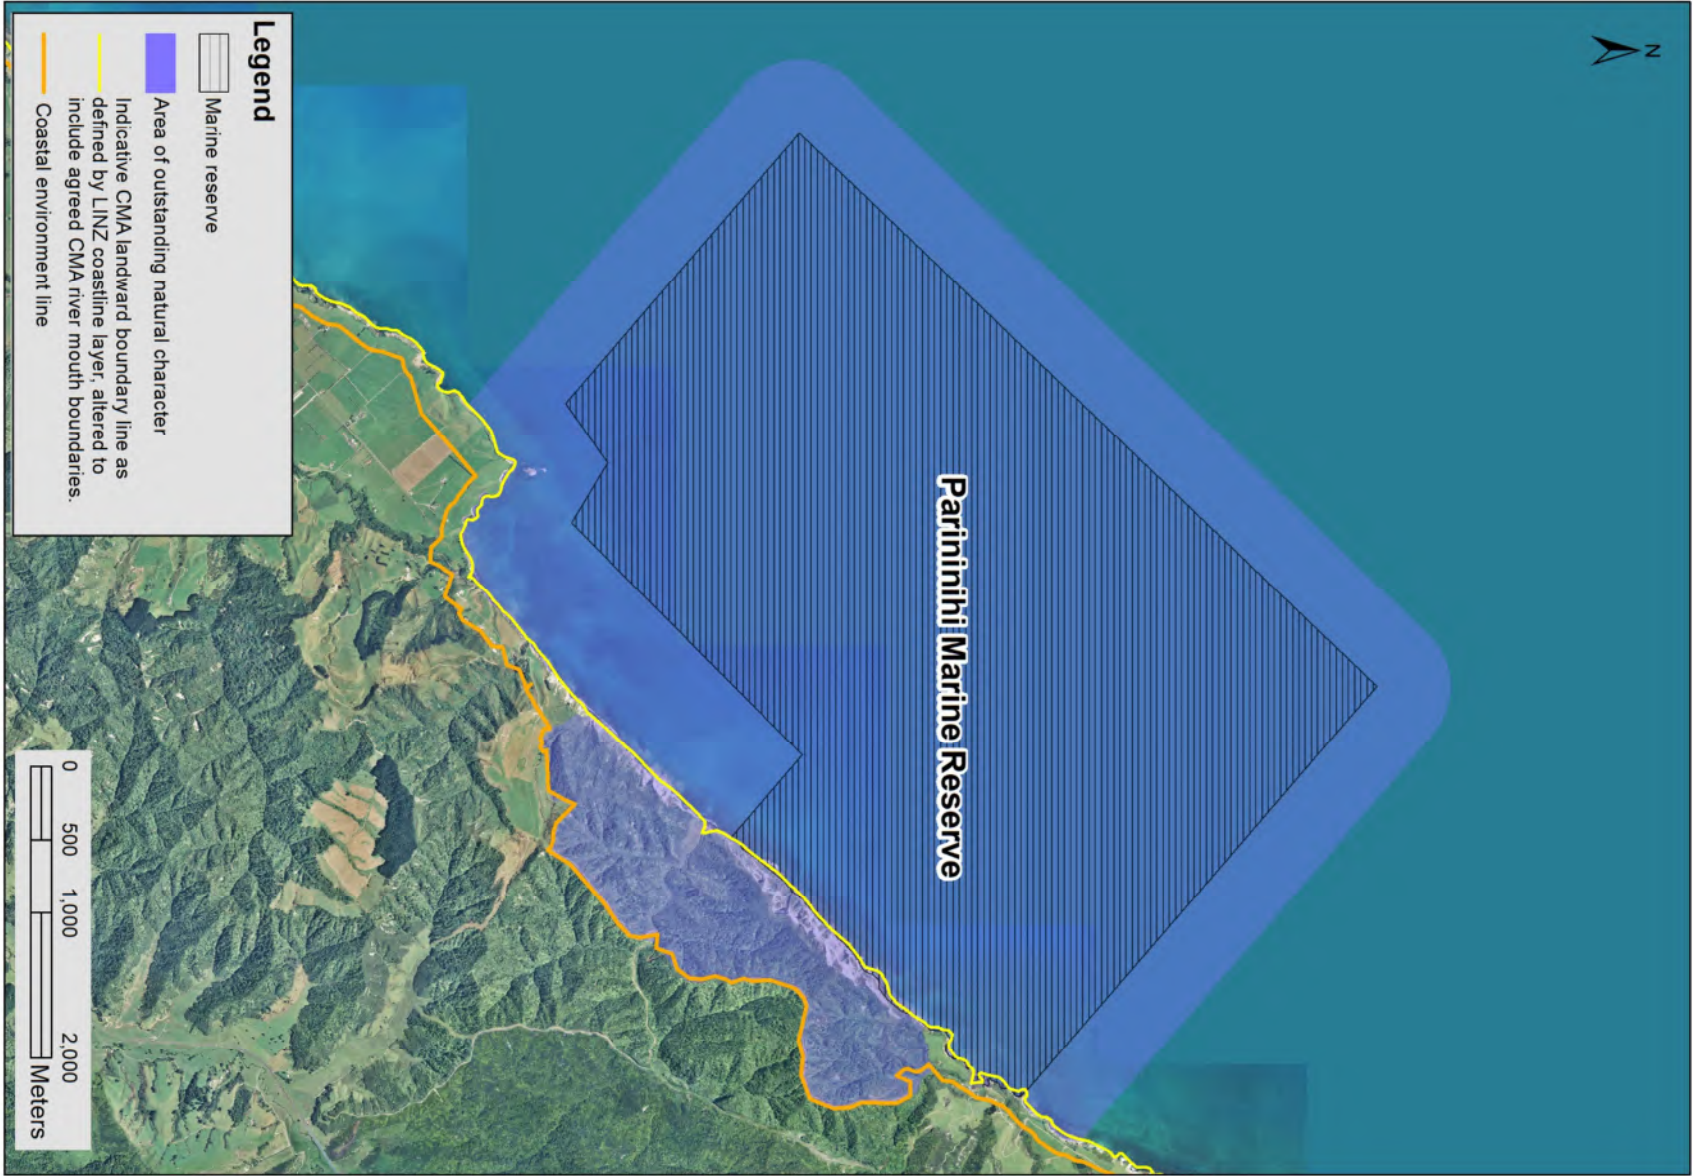 N
Parininihi Marine Reserve
Legend
Marine reserve
Area of outstanding natural character
Indicative CMA landward boundary line as
defined by LINZ coastline layer, altered to
include agreed CMA river mouth boundaries.
Coastal environment line
0 500 1,000 2,000
Meters